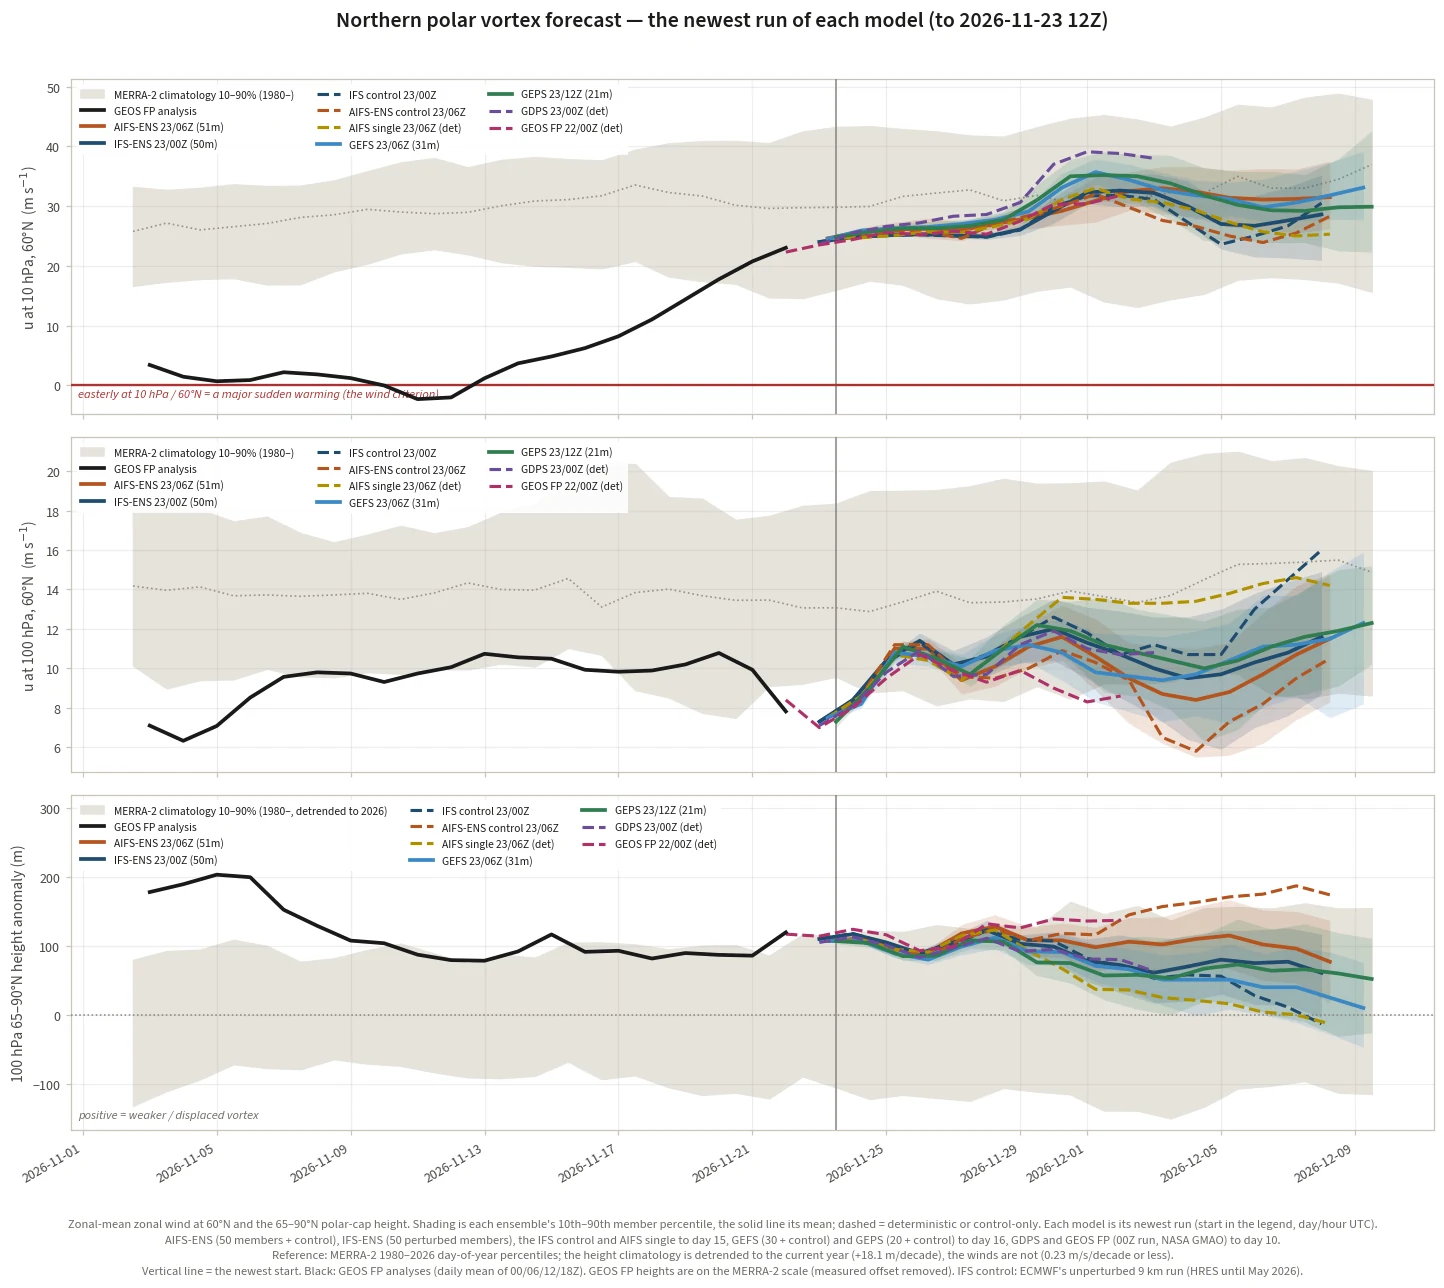 Northern polar vortex forecast — the newest run of each model (to 2026-11-23 12Z)
MERRA-2 climatology 10–90% (1980–)
GEOS FP analysis
AIFS-ENS 23/06Z (51m)
IFS-ENS 23/00Z (50m)
IFS control 23/00Z
AIFS-ENS control 23/06Z
AIFS single 23/06Z (det)
GEFS 23/06Z (31m)
GEPS 23/12Z (21m)
GDPS 23/00Z (det)
GEOS FP 22/00Z (det)
u at 10 hPa, 60°N (m s⁻¹)
50
40
30
20
10
0
easterly at 10 hPa / 60°N = a major sudden warming (the wind criterion)
MERRA-2 climatology 10–90% (1980–)
GEOS FP analysis
AIFS-ENS 23/06Z (51m)
IFS-ENS 23/00Z (50m)
IFS control 23/00Z
AIFS-ENS control 23/06Z
AIFS single 23/06Z (det)
GEFS 23/06Z (31m)
GEPS 23/12Z (21m)
GDPS 23/00Z (det)
GEOS FP 22/00Z (det)
u at 100 hPa, 60°N (m s⁻¹)
20
18
16
14
12
10
8
6
MERRA-2 climatology 10–90% (1980–, detrended to 2026)
GEOS FP analysis
AIFS-ENS 23/06Z (51m)
IFS-ENS 23/00Z (50m)
IFS control 23/00Z
AIFS-ENS control 23/06Z
AIFS single 23/06Z (det)
GEFS 23/06Z (31m)
GEPS 23/12Z (21m)
GDPS 23/00Z (det)
GEOS FP 22/00Z (det)
100 hPa 65–90°N height anomaly (m)
300
200
100
0
−100
positive = weaker / displaced vortex
2026-11-01
2026-11-05
2026-11-09
2026-11-13
2026-11-17
2026-11-21
2026-11-25
2026-11-29
2026-12-01
2026-12-05
2026-12-09
Zonal-mean zonal wind at 60°N and the 65–90°N polar-cap height. Shading is each ensemble's 10th–90th member percentile, the solid line its mean; dashed = deterministic or control-only. Each model is its newest run (start in the legend, day/hour UTC).
AIFS-ENS (50 members + control), IFS-ENS (50 perturbed members), the IFS control and AIFS single to day 15, GEFS (30 + control) and GEPS (20 + control) to day 16, GDPS and GEOS FP (00Z run, NASA GMAO) to day 10.
Reference: MERRA-2 1980–2026 day-of-year percentiles; the height climatology is detrended to the current year (+18.1 m/decade), the winds are not (0.23 m/s/decade or less).
Vertical line = the newest start. Black: GEOS FP analyses (daily mean of 00/06/12/18Z). GEOS FP heights are on the MERRA-2 scale (measured offset removed). IFS control: ECMWF's unperturbed 9 km run (HRES until May 2026).